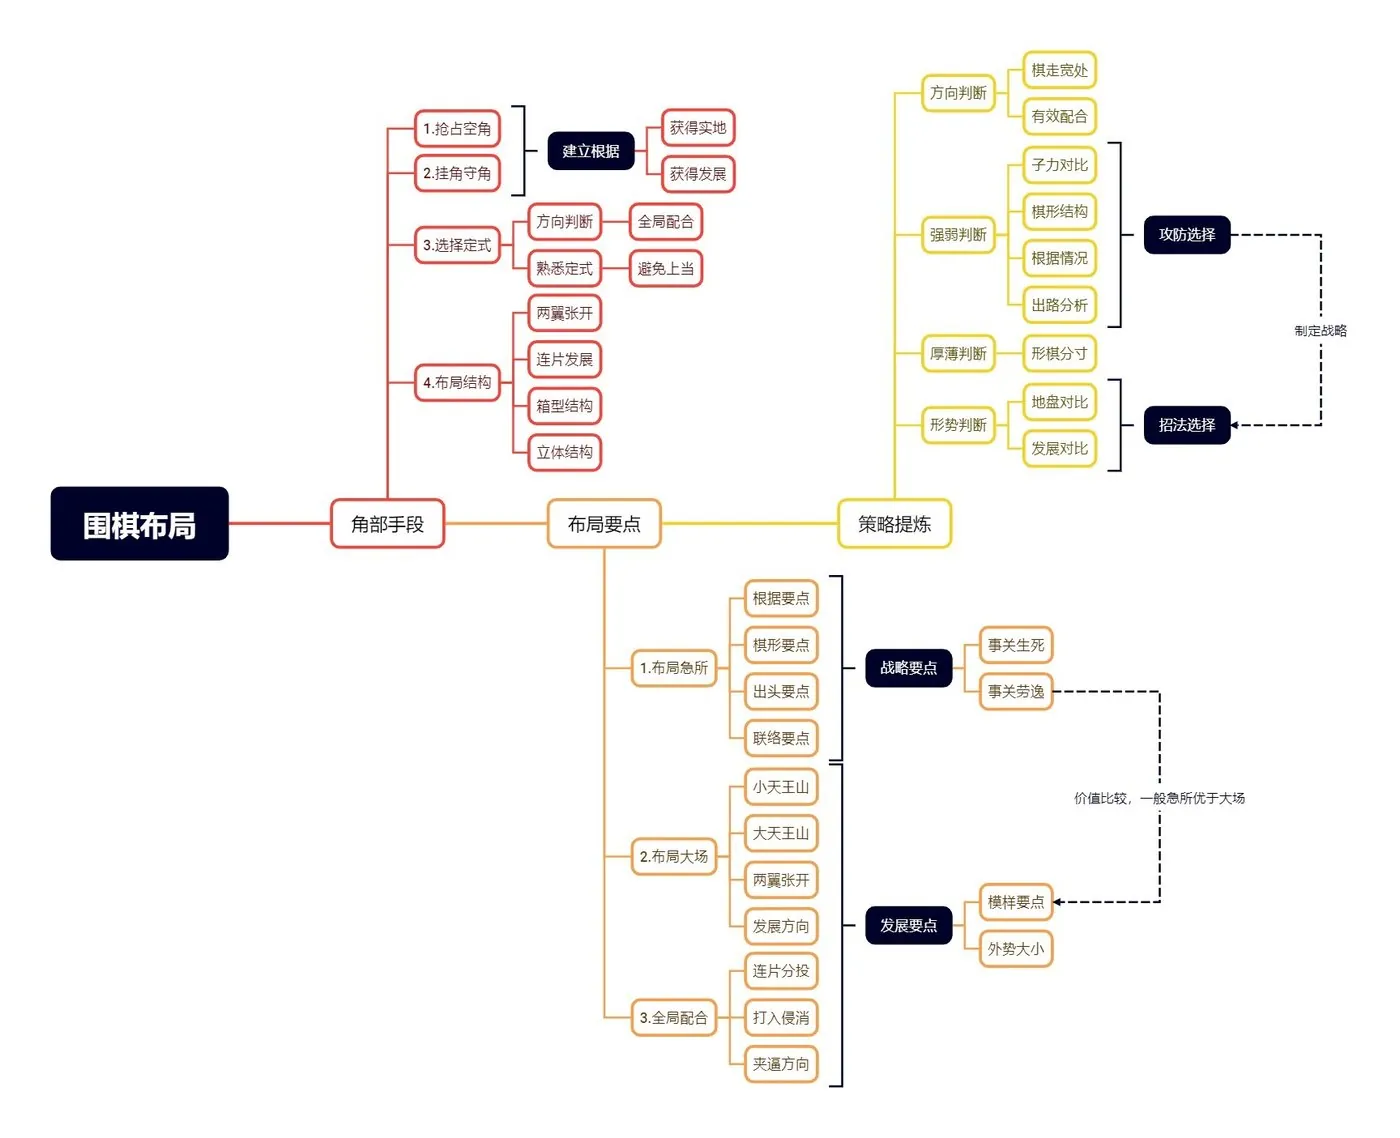 围棋布局
角部手段
1.抢占空角
2.挂角守角
建立根据
获得实地
获得发展
3.选择定式
方向判断
全局配合
熟悉定式
避免上当
4.布局结构
两翼张开
连片发展
箱型结构
立体结构
布局要点
1.布局急所
根据要点
棋形要点
出头要点
联络要点
战略要点
事关生死
事关劳逸
价值比较，一般急所优于大场
2.布局大场
小天王山
大天王山
两翼张开
发展方向
3.全局配合
连片分投
打入侵消
夹逼方向
发展要点
模样要点
外势大小
策略提炼
方向判断
棋走宽处
有效配合
强弱判断
子力对比
棋形结构
根据情况
出路分析
攻防选择
制定战略
厚薄判断
形棋分寸
形势判断
地盘对比
发展对比
招法选择